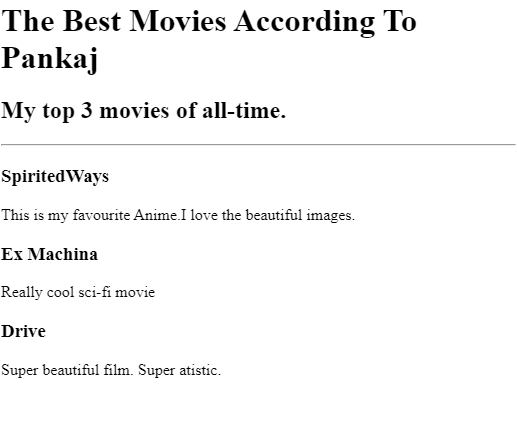 The Best Movies According To
Pankaj
My top 3 movies of all-time.
SpiritedWays
This is my favourite Anime.I love the beautiful images.
Ex Machina
Really cool sci-fi movie
Drive
Super beautiful film. Super atistic.